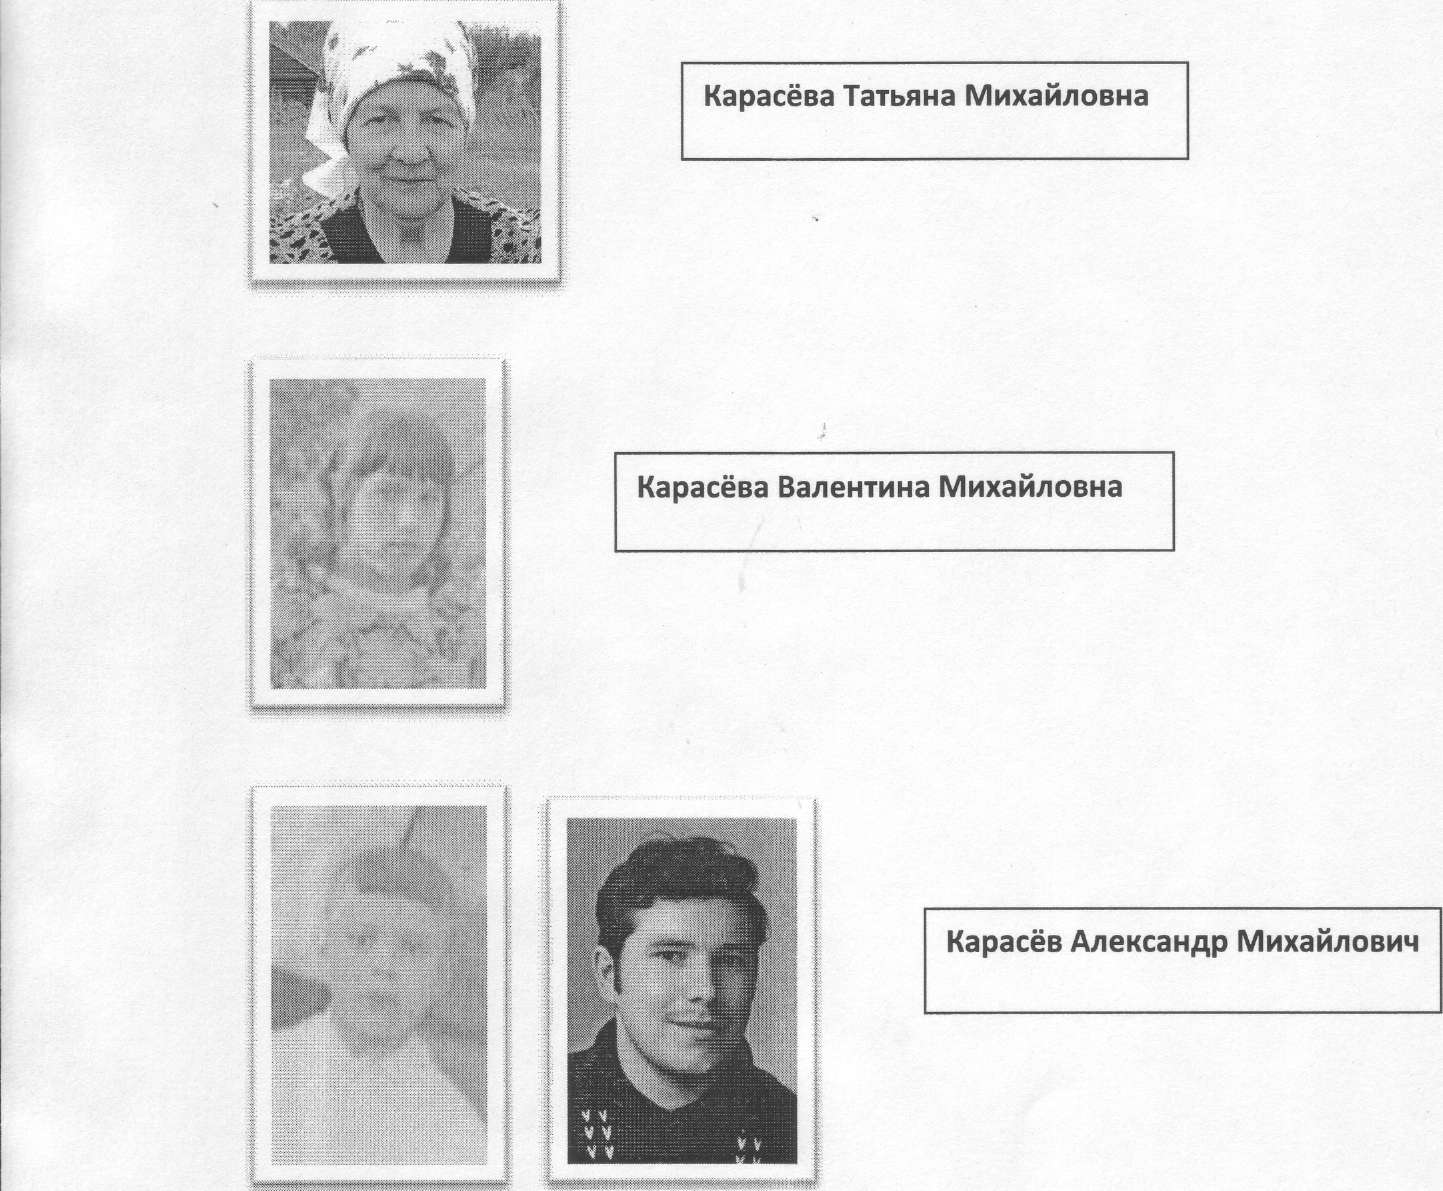 Карасёва Татьяна Михайловна
Карасёва Валентина Михайловна
Карасёв Александр Михайлович